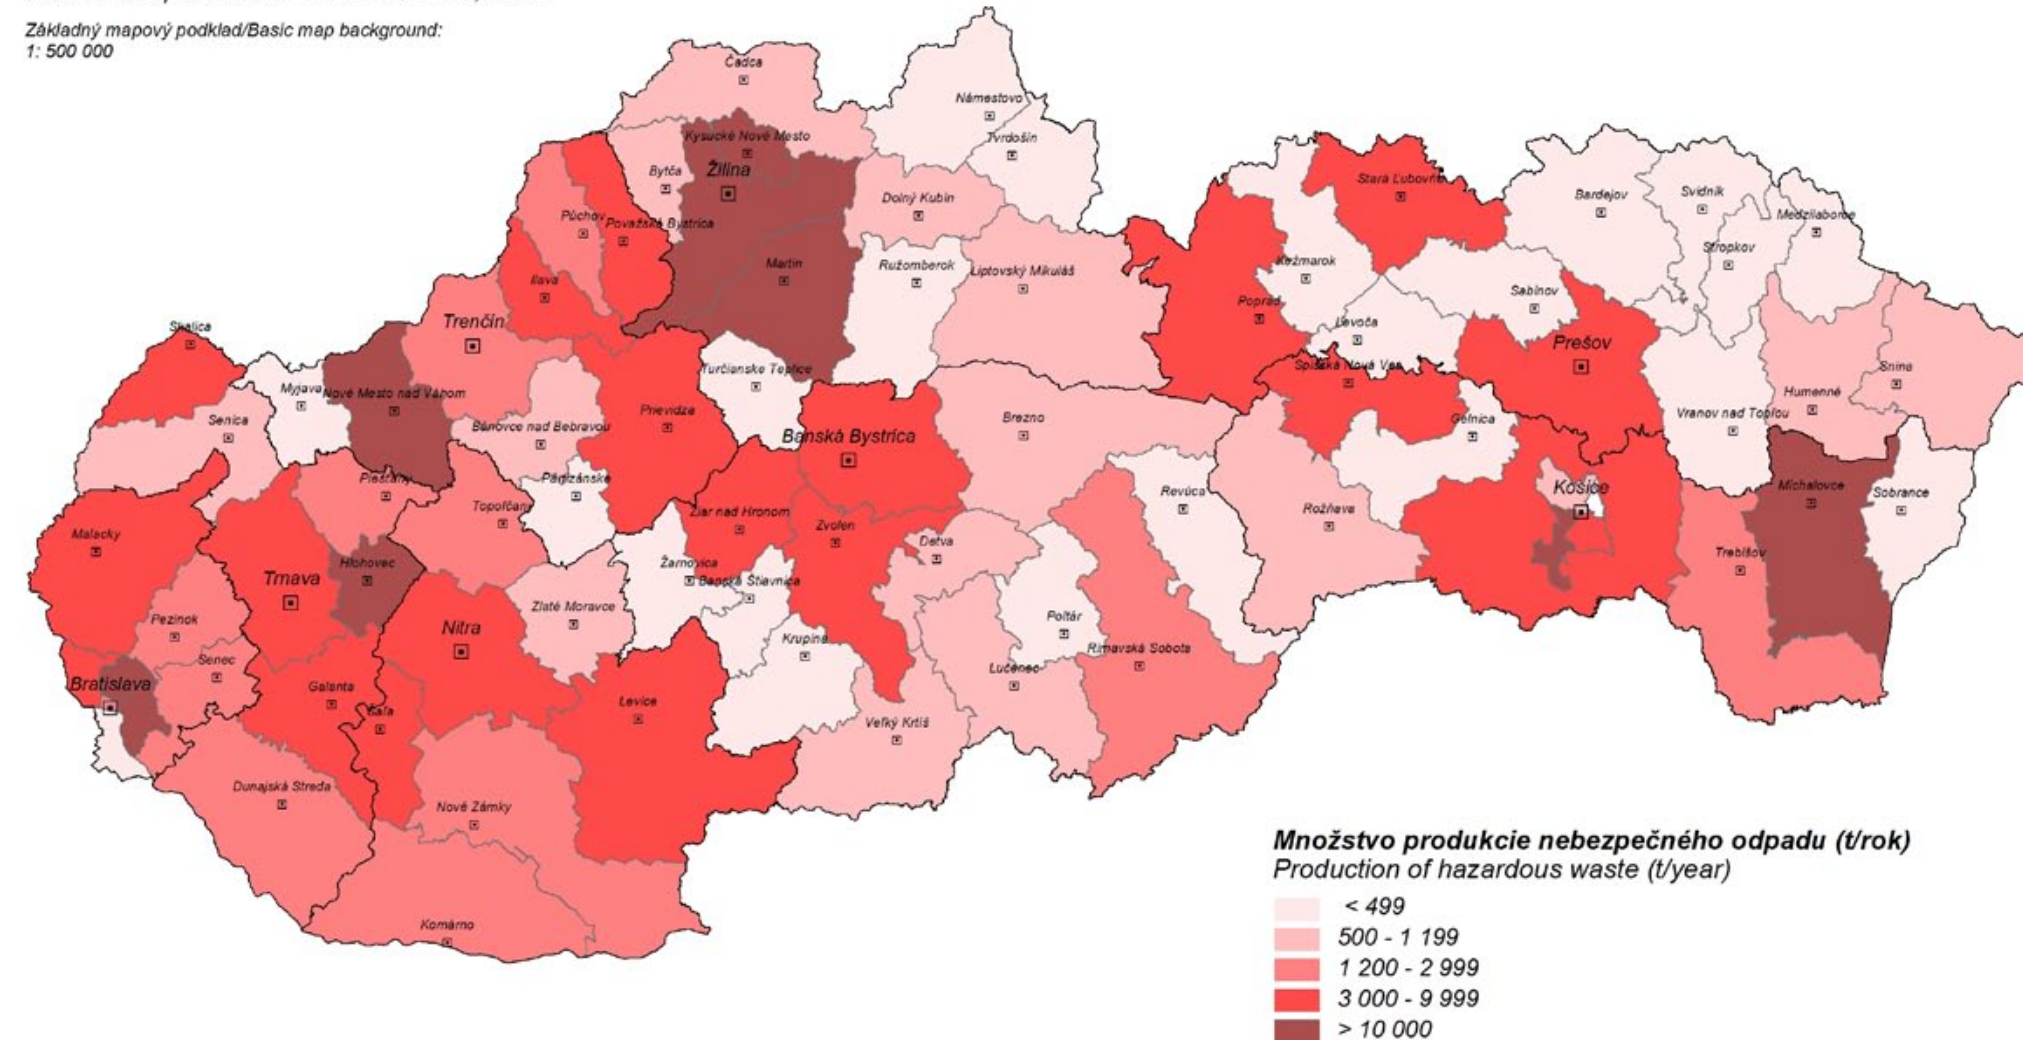 Základný mapový podklad/Basic map background:
1: 500 000
Čadca
Námestovo
Kysucké Nové Mesto
Tvrdošín
Bytča
Žilina
Dolný Kubín
Stará Ľubovňa
Bardejov
Svidník
Medzilaborce
Púchov
Považská Bystrica
Stropkov
Martin
Ružomberok
Liptovský Mikuláš
Kežmarok
Ilava
Sabinov
Poprad
Levoča
Trenčín
Skalica
Prešov
Turčianske Teplice
Spišská Nová Ves
Snina
Myjava
Nové Mesto nad Váhom
Humenné
Prievidza
Brezno
Gelnica
Vranov nad Topľou
Senica
Bánovce nad Bebravou
Banská Bystrica
Piešťany
Partizánske
Revúca
Košice
Michalovce
Sobrance
Topoľčany
Žiar nad Hronom
Rožňava
Malacky
Zvolen
Detva
Trebišov
Hlohovec
Žarnovica
Trnava
Banská Štiavnica
Zlaté Moravce
Pezinok
Nitra
Poltár
Krupina
Rimavská Sobota
Senec
Lučenec
Bratislava
Galanta
Levice
Šaľa
Veľký Krtíš
Dunajská Streda
Nové Zámky
Komárno
Množstvo produkcie nebezpečného odpadu (t/rok)
Production of hazardous waste (t/year)
< 499
500 - 1 199
1 200 - 2 999
3 000 - 9 999
> 10 000